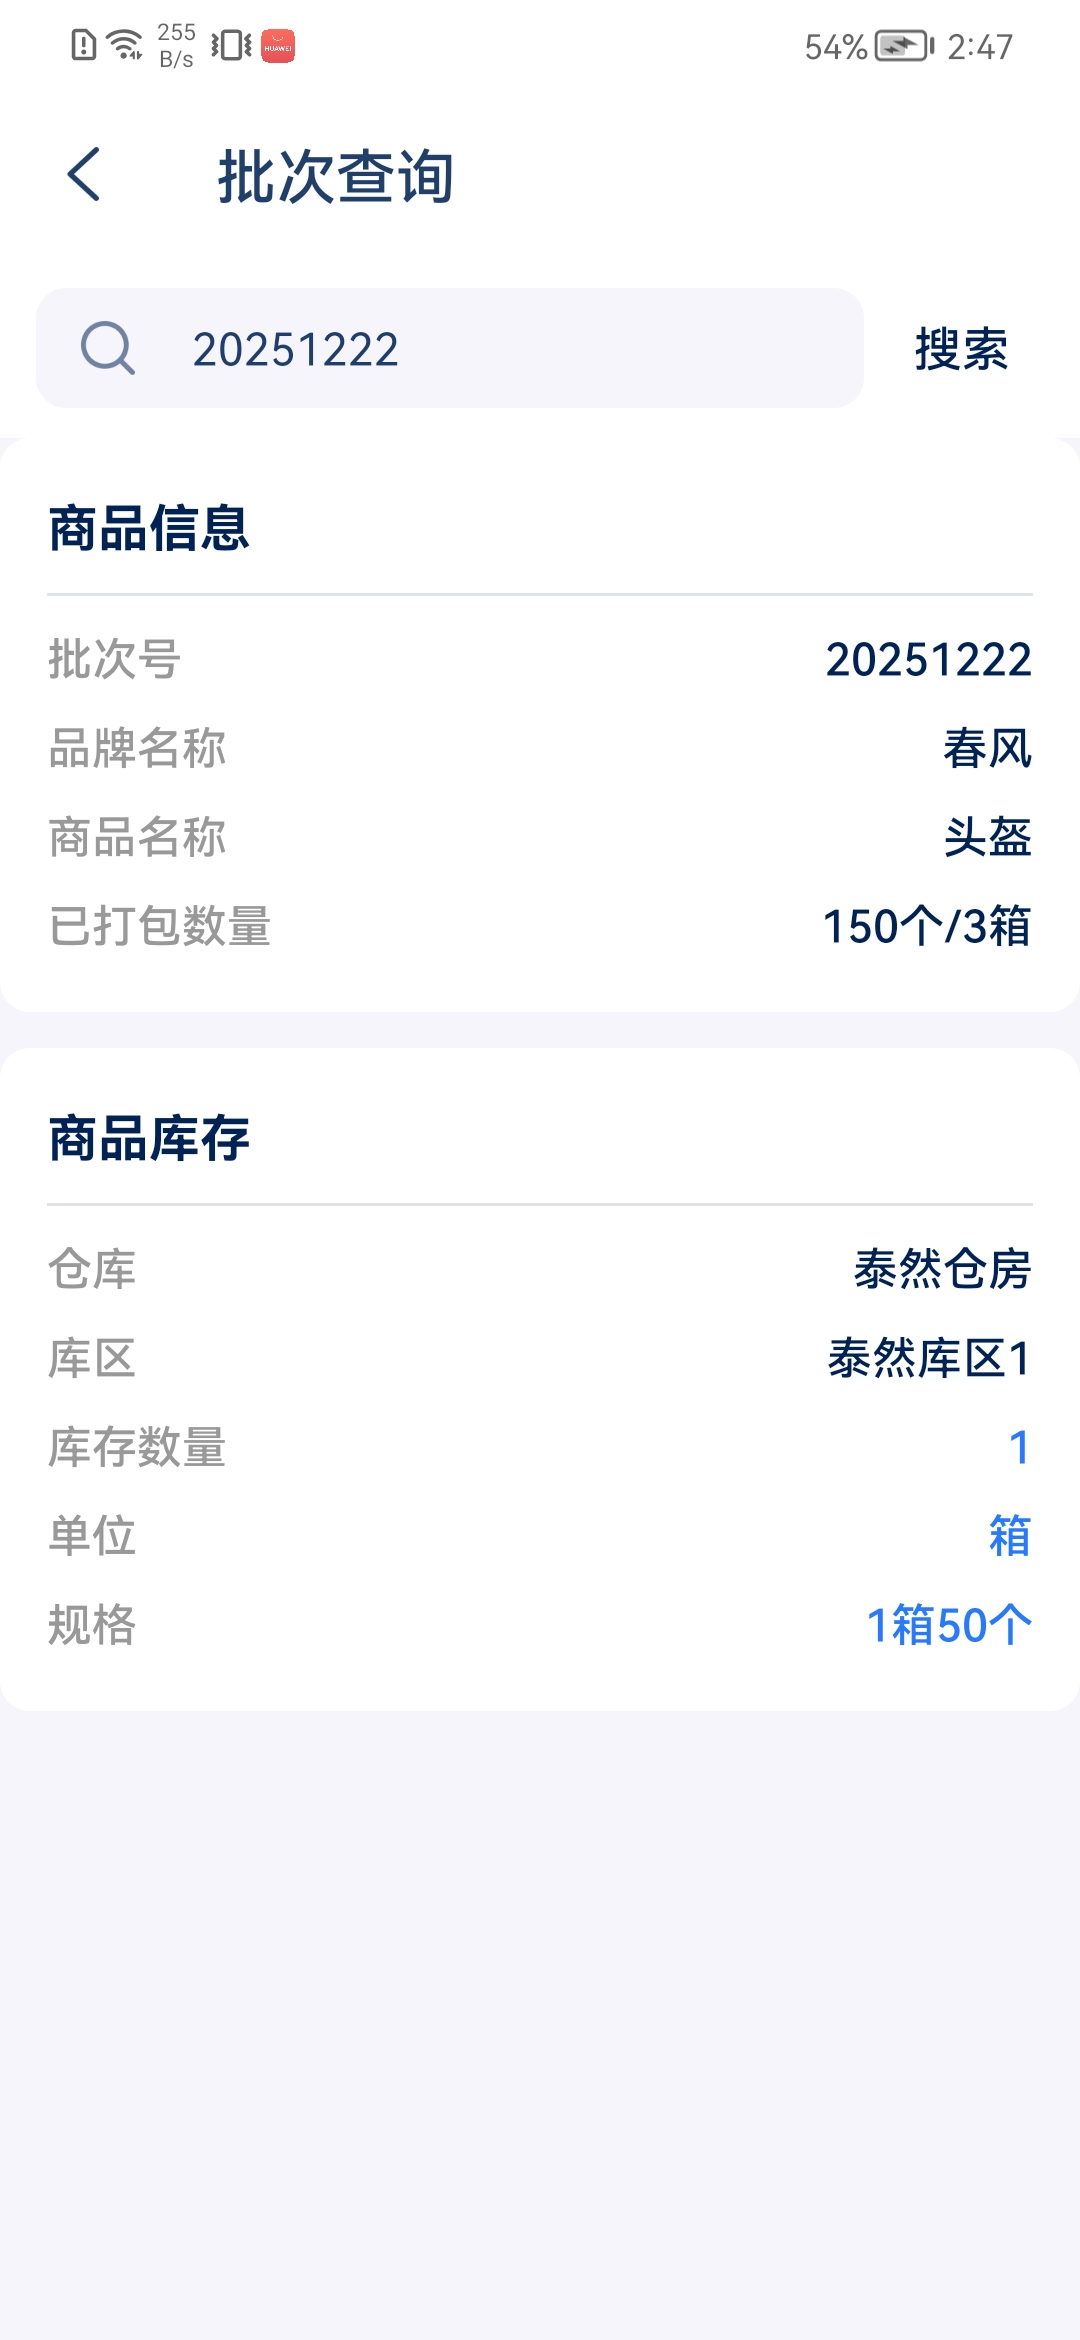 255
B/s
HUAWEI
54%
2:47
批次查询
20251222
搜索
商品信息
批次号 20251222
品牌名称 春风
商品名称 头盔
已打包数量 150个/3箱
商品库存
仓库 泰然仓房
库区 泰然库区1
库存数量 1
单位 箱
规格 1箱50个